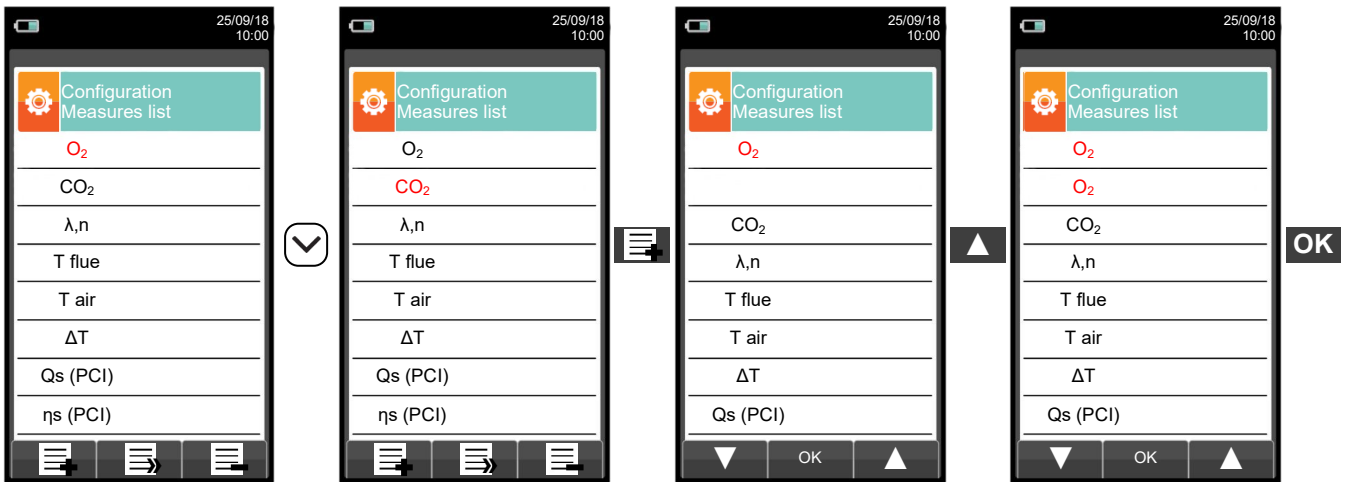 25/09/18
10:00
Configuration
Measures list
O₂
CO₂
λ,n
T flue
T air
ΔT
Qs (PCI)
ηs (PCI)
25/09/18
10:00
Configuration
Measures list
O₂
CO₂
λ,n
T flue
T air
ΔT
Qs (PCI)
ηs (PCI)
25/09/18
10:00
Configuration
Measures list
O₂
CO₂
λ,n
T flue
T air
ΔT
Qs (PCI)
OK
25/09/18
10:00
Configuration
Measures list
O₂
O₂
CO₂
λ,n
T flue
T air
ΔT
Qs (PCI)
OK
OK